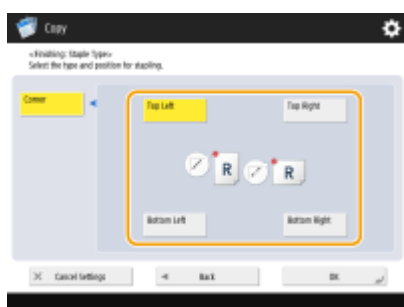 Copy
<Finishing: Staple Type>
Select the type and position for stapling.
Corner
Top Left
Top Right
R
R
Bottom Left
Bottom Right
Cancel Settings
Back
OK